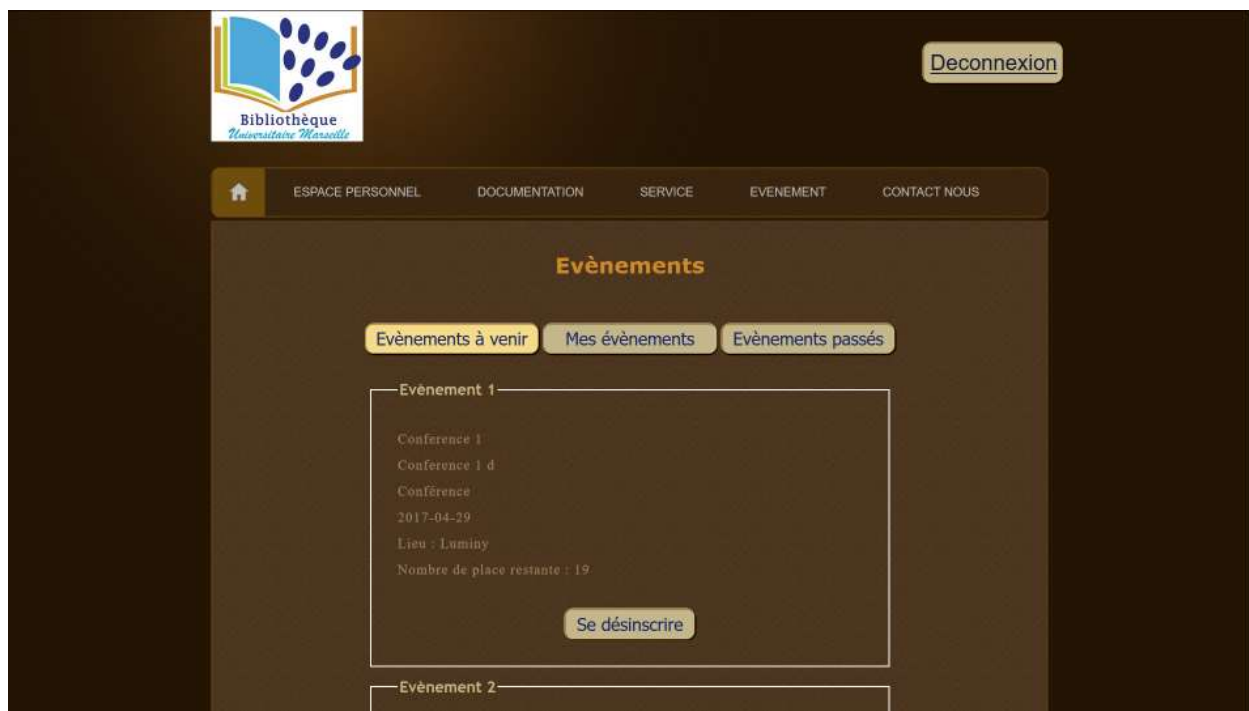 Bibliothèque
Universitaire Marseille
Deconnexion
ESPACE PERSONNEL DOCUMENTATION SERVICE EVENEMENT CONTACT NOUS
Evènements
Evènements à venir Mes évènements Evènements passés
Evènement 1
Conference 1
Conference 1 d
Conférence
2017-04-29
Lieu : Luminy
Nombre de place restante : 19
Se désinscrire
Evènement 2